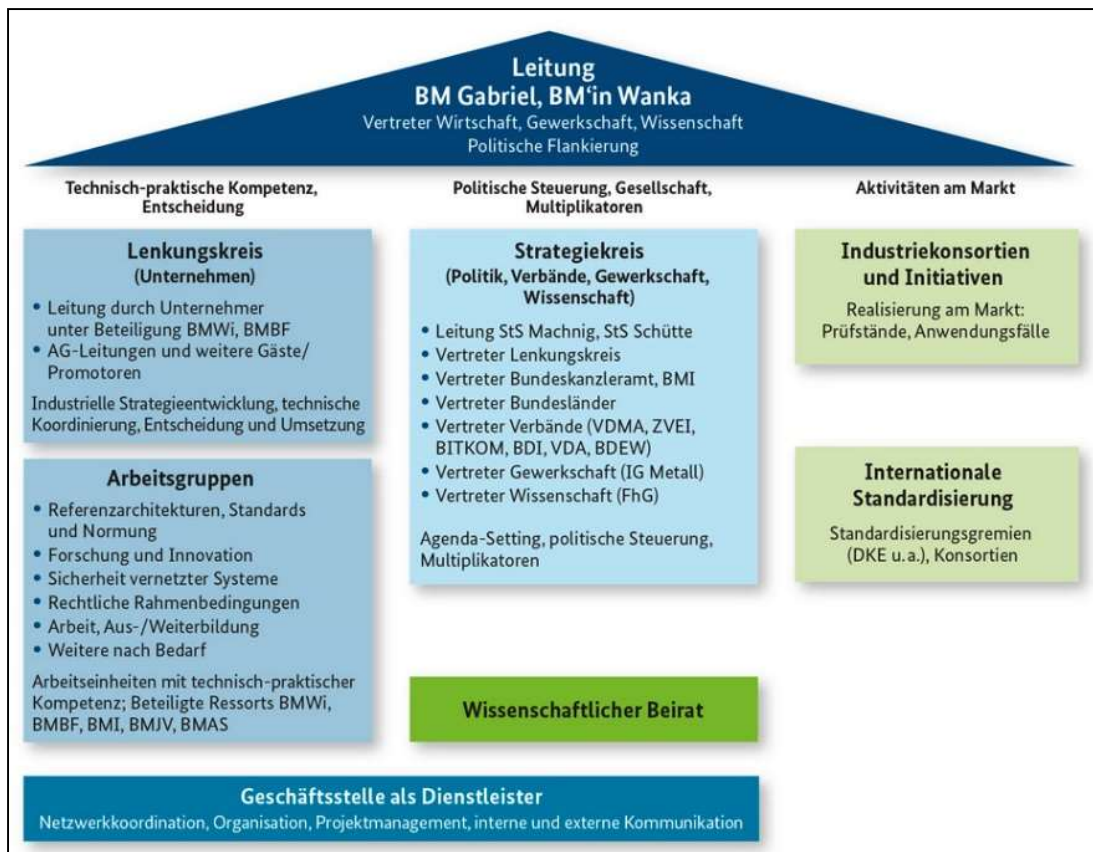 Leitung
BM Gabriel, BM‘in Wanka
Vertreter Wirtschaft, Gewerkschaft, Wissenschaft
Politische Flankierung
Technisch-praktische Kompetenz,
Entscheidung
Lenkungskreis
(Unternehmen)
• Leitung durch Unternehmer
unter Beteiligung BMWi, BMBF
• AG-Leitungen und weitere Gäste/
Promotoren
Industrielle Strategieentwicklung, technische
Koordinierung, Entscheidung und Umsetzung
Arbeitsgruppen
• Referenzarchitekturen, Standards
und Normung
• Forschung und Innovation
• Sicherheit vernetzter Systeme
• Rechtliche Rahmenbedingungen
• Arbeit, Aus-/Weiterbildung
• Weitere nach Bedarf
Arbeitseinheiten mit technisch-praktischer
Kompetenz; Beteiligte Ressorts BMWi,
BMBF, BMI, BMJV, BMAS
Politische Steuerung, Gesellschaft,
Multiplikatoren
Strategiekreis
(Politik, Verbände, Gewerkschaft,
Wissenschaft)
• Leitung StS Machnig, StS Schütte
• Vertreter Lenkungskreis
• Vertreter Bundeskanzleramt, BMI
• Vertreter Bundesländer
• Vertreter Verbände (VDMA, ZVEI,
BITKOM, BDI, VDA, BDEW)
• Vertreter Gewerkschaft (IG Metall)
• Vertreter Wissenschaft (FhG)
Agenda-Setting, politische Steuerung,
Multiplikatoren
Wissenschaftlicher Beirat
Aktivitäten am Markt
Industriekonsortien
und Initiativen
Realisierung am Markt:
Prüfstände, Anwendungsfälle
Internationale
Standardisierung
Standardisierungsgremien
(DKE u.a.), Konsortien
Geschäftsstelle als Dienstleister
Netzwerkkoordination, Organisation, Projektmanagement, interne und externe Kommunikation